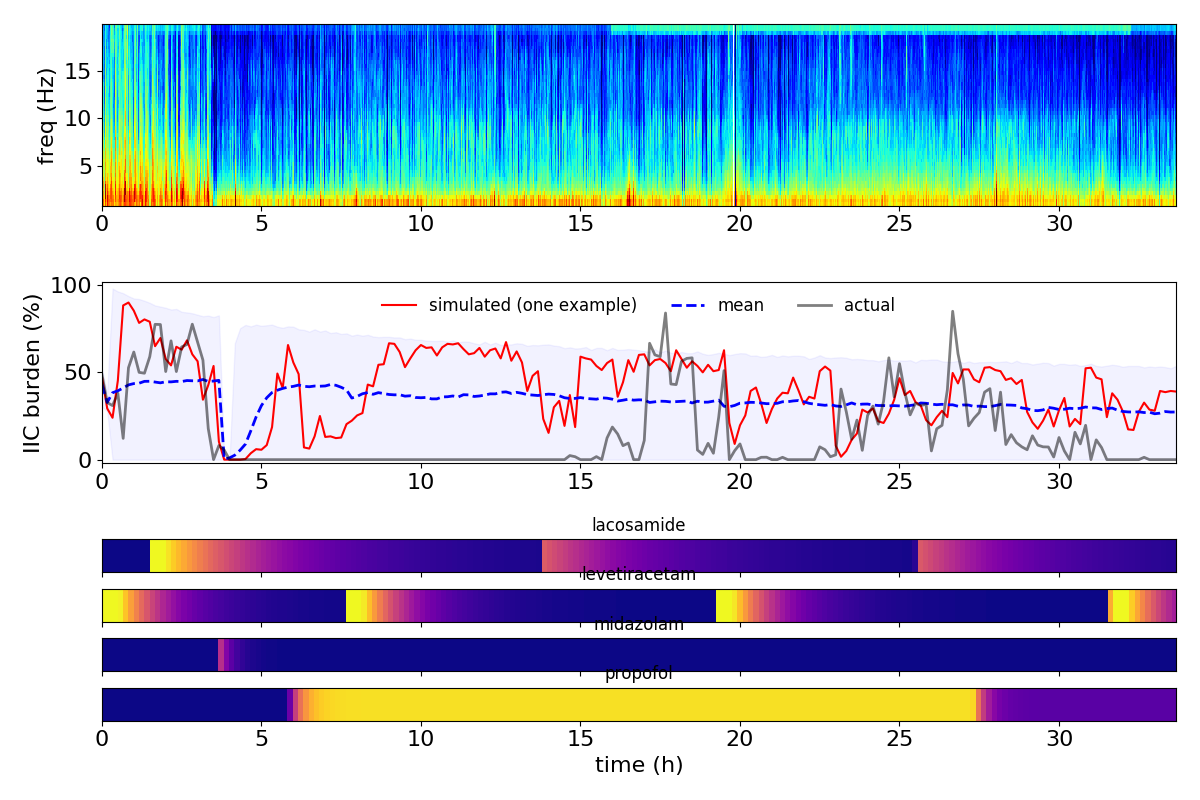 freq (Hz)
15
10
5
0 5 10 15 20 25 30
IIC burden (%)
100
50
0
simulated (one example) mean actual
0 5 10 15 20 25 30
lacosamide
levetiracetam
midazolam
propofol
0 5 10 15 20 25 30
time (h)